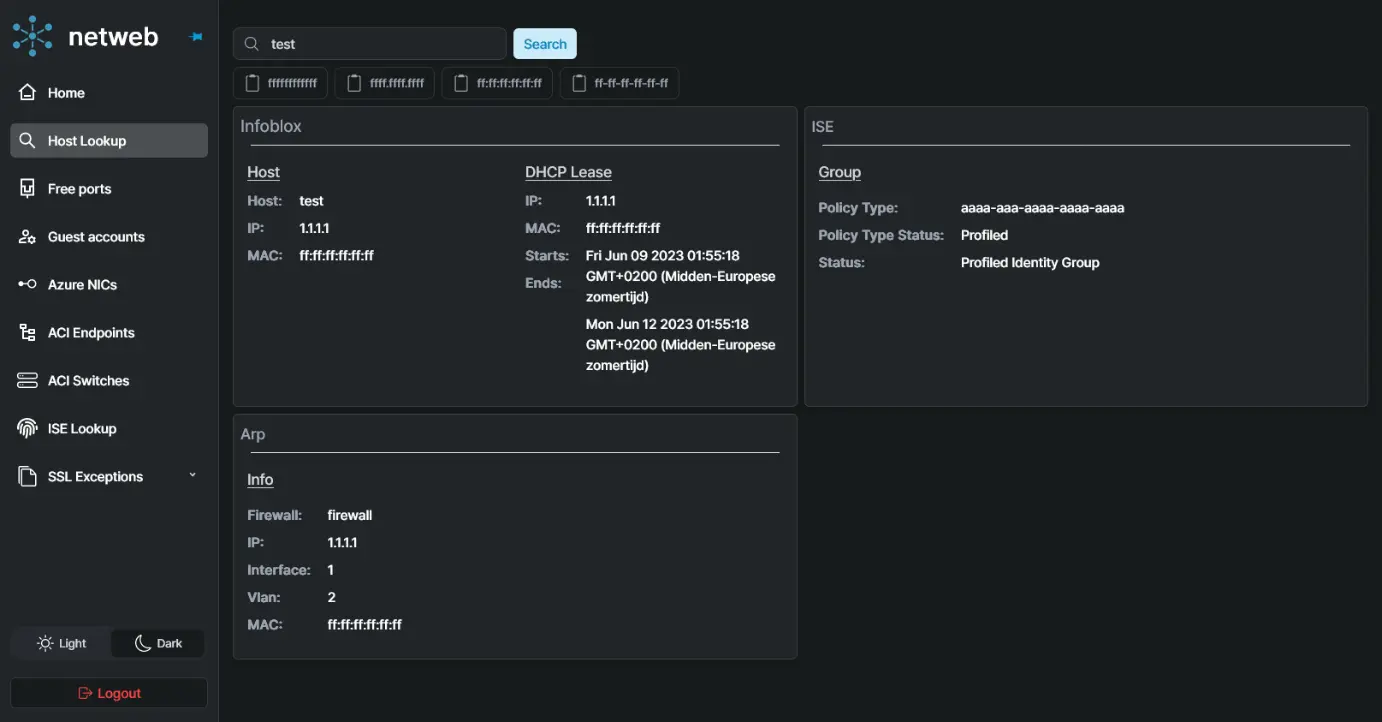 netweb
Home
Host Lookup
Free ports
Guest accounts
Azure NICs
ACI Endpoints
ACI Switches
ISE Lookup
SSL Exceptions
Light Dark
Logout
test Search
ffffffffffff ffff.ffff.ffff ff:ff:ff:ff:ff:ff ff-ff-ff-ff-ff-ff
Infoblox
Host
Host: test
IP: 1.1.1.1
MAC: ff:ff:ff:ff:ff:ff
DHCP Lease
IP: 1.1.1.1
MAC: ff:ff:ff:ff:ff:ff
Starts: Fri Jun 09 2023 01:55:18
GMT+0200 (Midden-Europese
Ends:
zomertijd)
Mon Jun 12 2023 01:55:18
GMT+0200 (Midden-Europese
zomertijd)
ISE
Group
Policy Type: aaaa-aaa-aaaa-aaaa-aaaa
Policy Type Status: Profiled
Status: Profiled Identity Group
Arp
Info
Firewall: firewall
IP: 1.1.1.1
Interface: 1
Vlan: 2
MAC: ff:ff:ff:ff:ff:ff